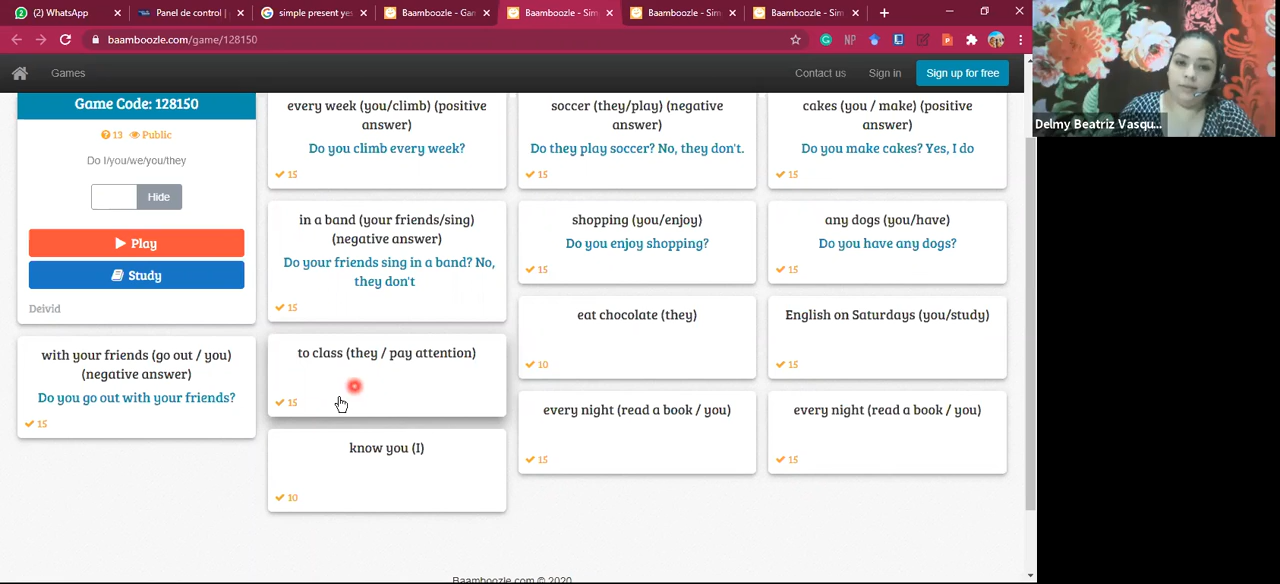 (2) WhatsApp
Panel de control |
simple present yes
Baamboozle - Gam
Baamboozle - Sim
Baamboozle - Sim
Baamboozle - Sim
baamboozle.com/game/128150
NP
Games
Contact us
Sign in
Sign up for free
Delmy Beatriz Vasqu...
Game Code: 128150
13 Public
Do I/you/we/you/they
Hide
Play
Study
Deivid
with your friends (go out / you)
(negative answer)
Do you go out with your friends?
15
every week (you/climb) (positive
answer)
Do you climb every week?
15
soccer (they/play) (negative
answer)
Do they play soccer? No, they don't.
15
cakes (you / make) (positive
answer)
Do you make cakes? Yes, I do
15
in a band (your friends/sing)
(negative answer)
Do your friends sing in a band? No,
they don't
15
shopping (you/enjoy)
Do you enjoy shopping?
15
any dogs (you/have)
Do you have any dogs?
15
to class (they / pay attention)
15
eat chocolate (they)
10
English on Saturdays (you/study)
15
know you (I)
10
every night (read a book / you)
15
every night (read a book / you)
15
Baamboozle.com © 2020